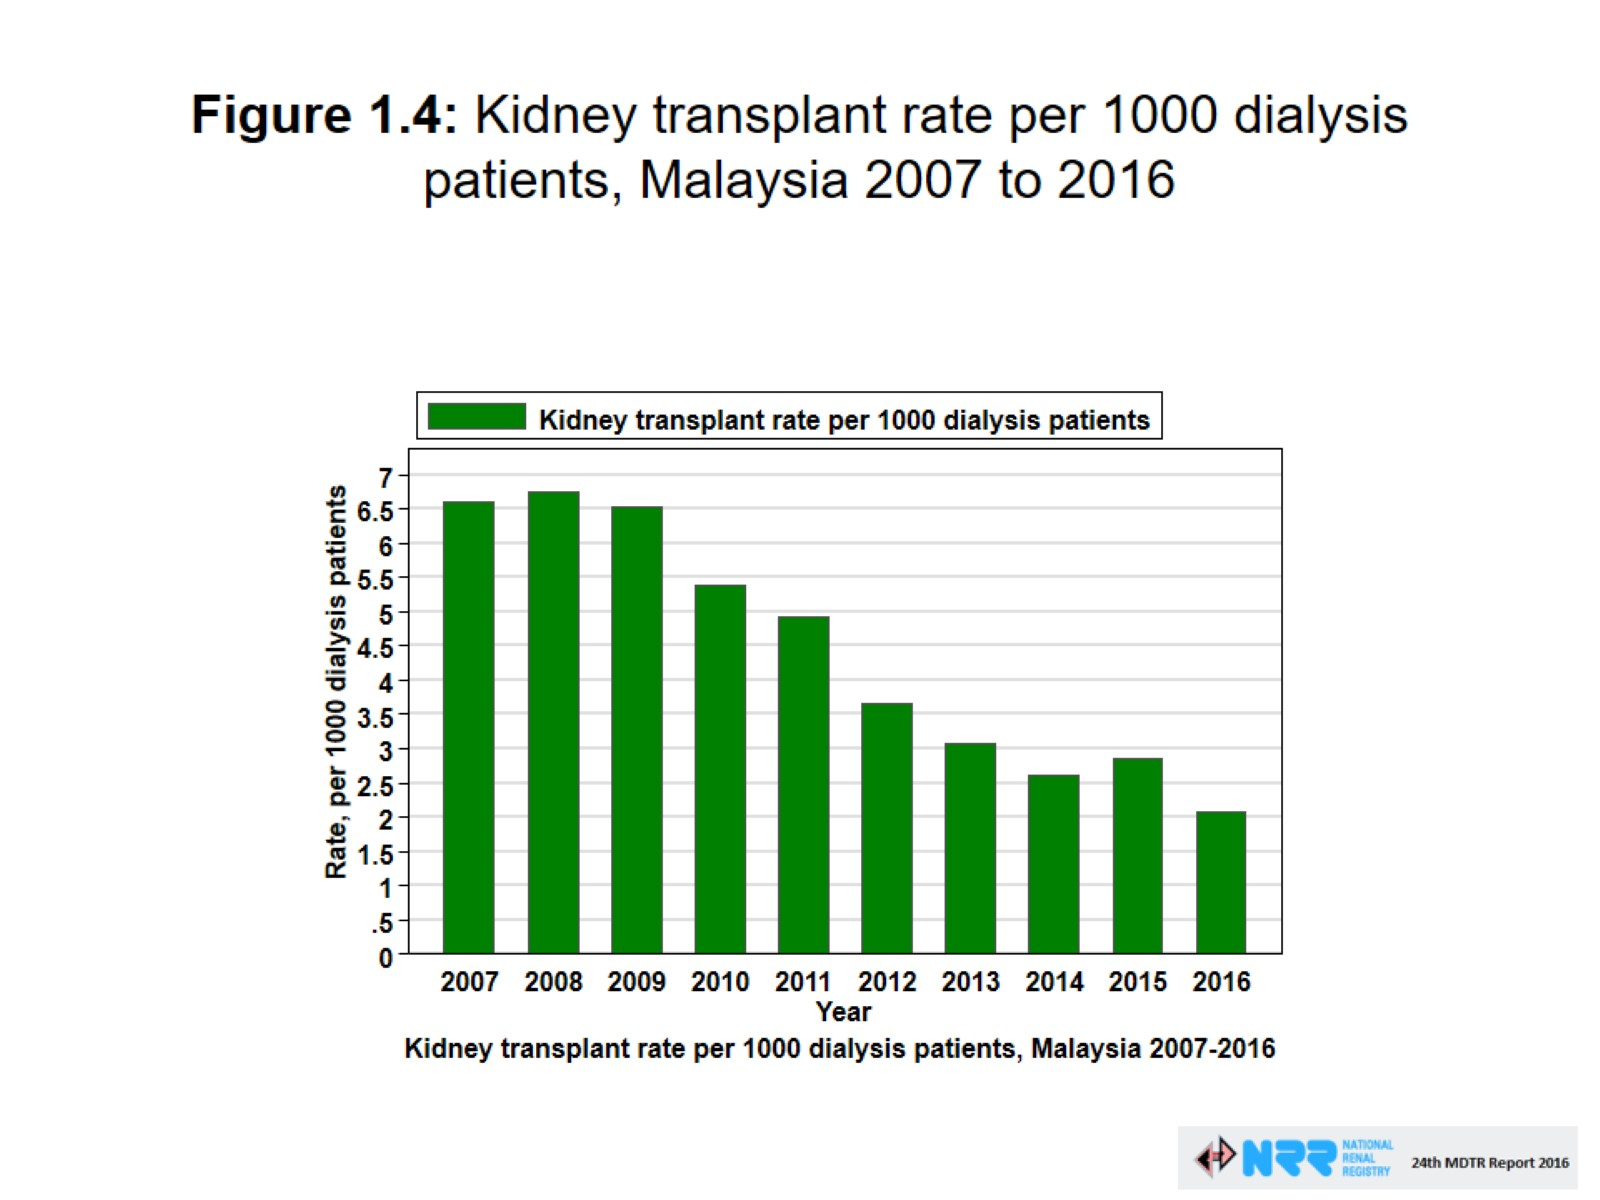 Figure 1.4: Kidney transplant rate per 1000 dialysis
patients, Malaysia 2007 to 2016
Kidney transplant rate per 1000 dialysis patients
Rate, per 1000 dialysis patients
7
6.5
6
5.5
5
4.5
4
3.5
3
2.5
2
1.5
1
.5
0
2007 2008 2009 2010 2011 2012 2013 2014 2015 2016
Year
Kidney transplant rate per 1000 dialysis patients, Malaysia 2007-2016
NRR
NATIONAL
RENAL
REGISTRY
24th MDTR Report 2016